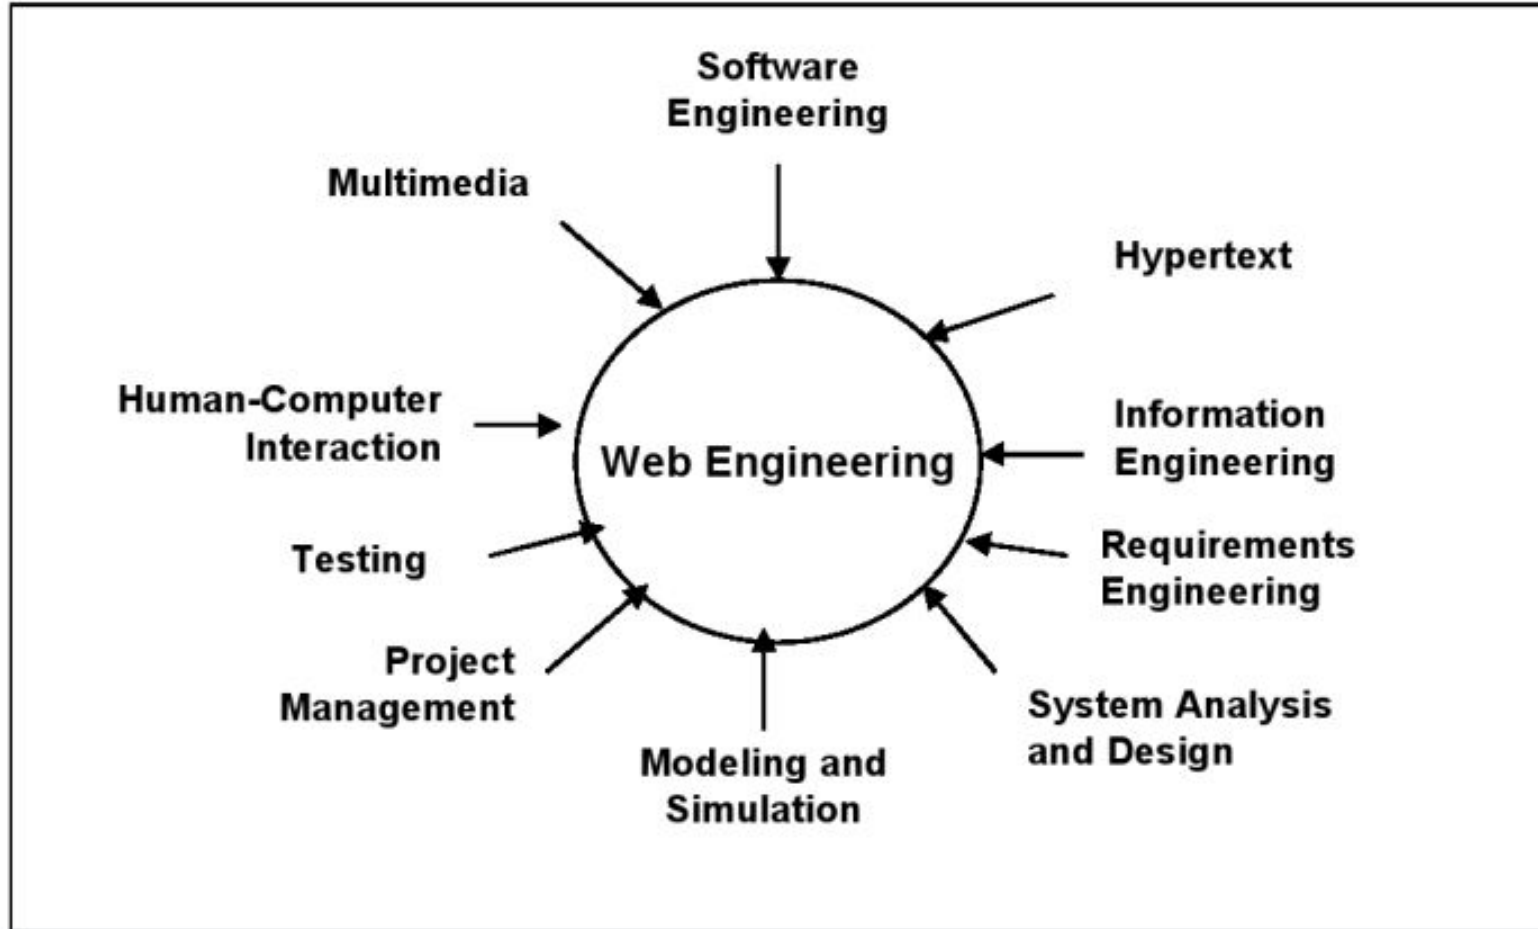 Software
Engineering
Multimedia
Hypertext
Human-Computer
Interaction
Information
Engineering
Web Engineering
Testing
Requirements
Engineering
Project
Management
System Analysis
and Design
Modeling and
Simulation